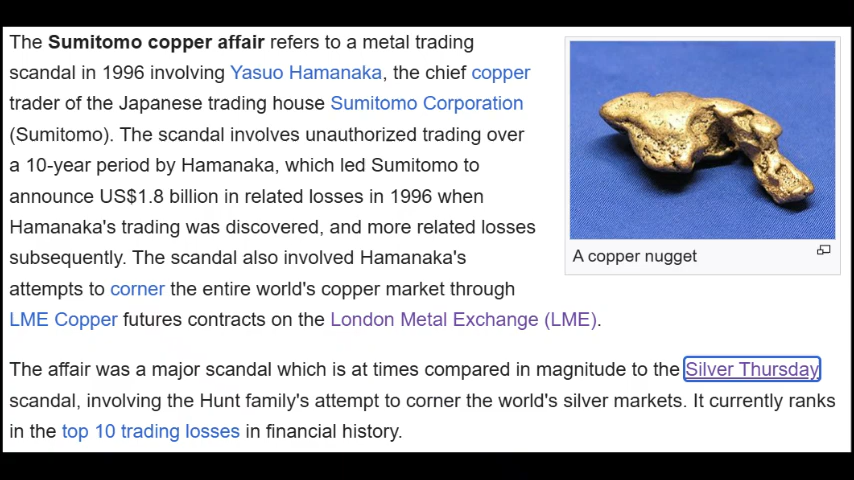 The Sumitomo copper affair refers to a metal trading
scandal in 1996 involving Yasuo Hamanaka, the chief copper
trader of the Japanese trading house Sumitomo Corporation
(Sumitomo). The scandal involves unauthorized trading over
a 10-year period by Hamanaka, which led Sumitomo to
announce US$1.8 billion in related losses in 1996 when
Hamanaka's trading was discovered, and more related losses
subsequently. The scandal also involved Hamanaka's
attempts to corner the entire world's copper market through
LME Copper futures contracts on the London Metal Exchange (LME).
A copper nugget
The affair was a major scandal which is at times compared in magnitude to the Silver Thursday
scandal, involving the Hunt family's attempt to corner the world's silver markets. It currently ranks
in the top 10 trading losses in financial history.